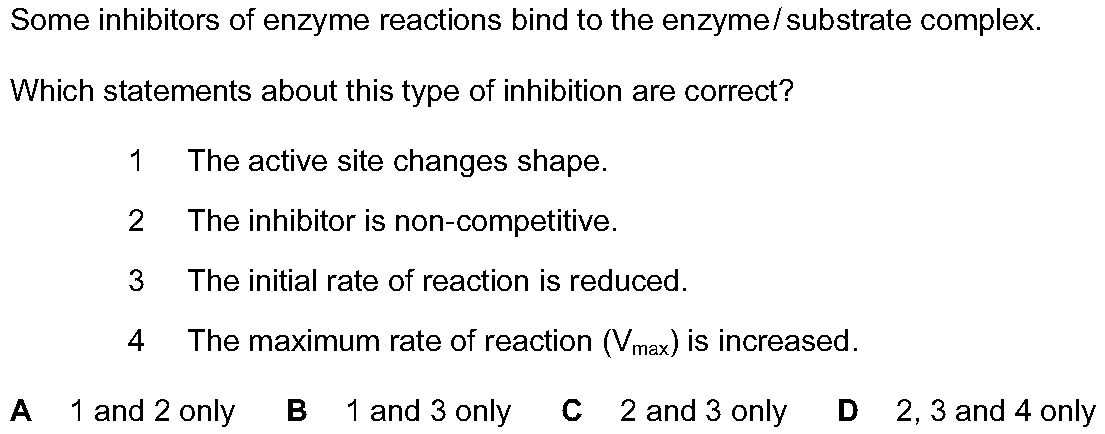 Some inhibitors of enzyme reactions bind to the enzyme/substrate complex.
Which statements about this type of inhibition are correct?
1 The active site changes shape.
2 The inhibitor is non-competitive.
3 The initial rate of reaction is reduced.
4 The maximum rate of reaction (Vmax) is increased.
A 1 and 2 only B 1 and 3 only C 2 and 3 only D 2, 3 and 4 only